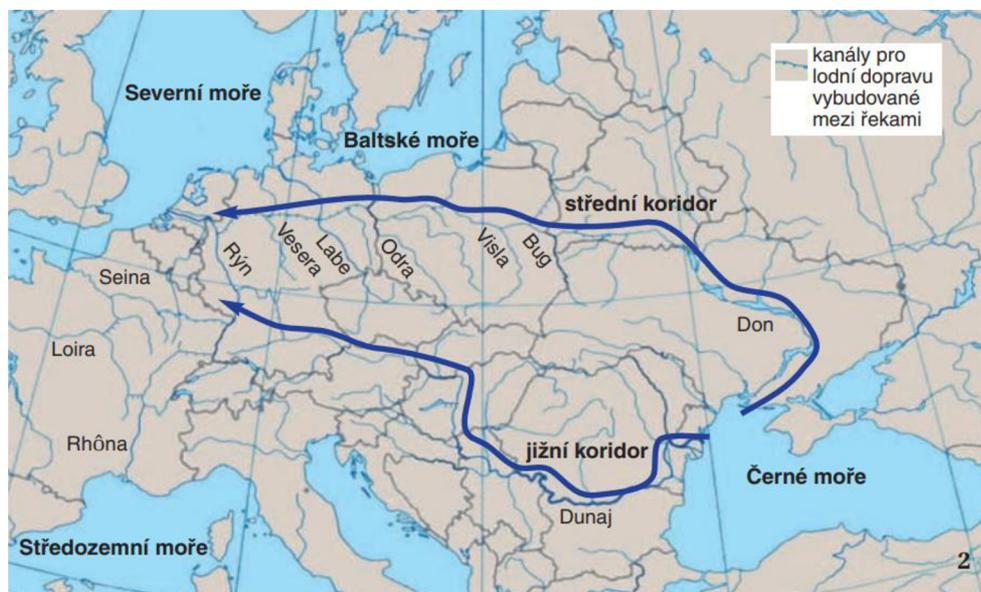 kanály pro
lodní dopravu
vybudované
mezi řekami
Severní moře
Baltské moře
střední koridor
Rýn
Vesera
Labe
Odra
Visla
Bug
Seina
Don
Loira
Rhôna
jižní koridor
Černé moře
Dunaj
Středozemní moře
2